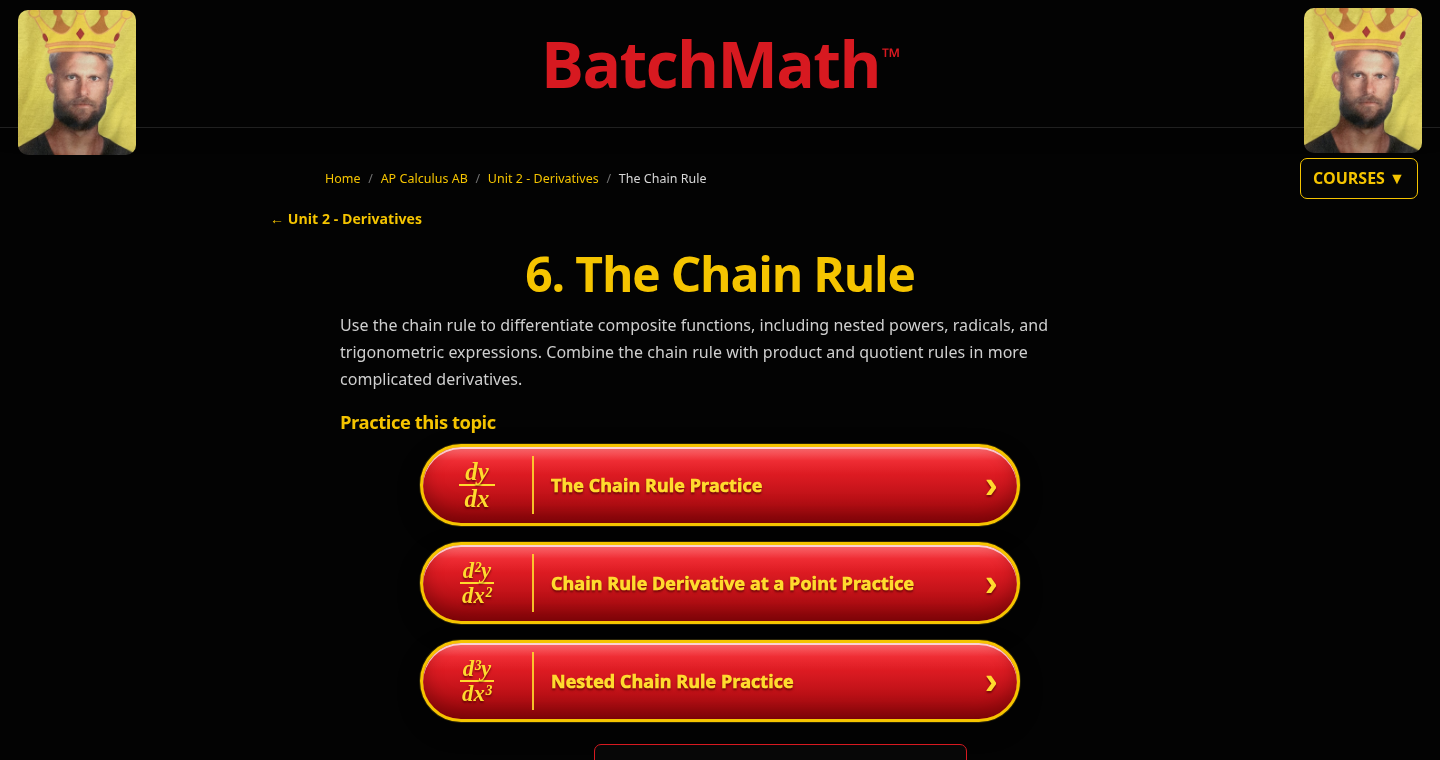 BatchMath™
Home / AP Calculus AB / Unit 2 - Derivatives / The Chain Rule
COURSES ▼
← Unit 2 - Derivatives
6. The Chain Rule
Use the chain rule to differentiate composite functions, including nested powers, radicals, and
trigonometric expressions. Combine the chain rule with product and quotient rules in more
complicated derivatives.
Practice this topic
dy
dx
The Chain Rule Practice ›
d²y
dx²
Chain Rule Derivative at a Point Practice ›
d³y
dx³
Nested Chain Rule Practice ›